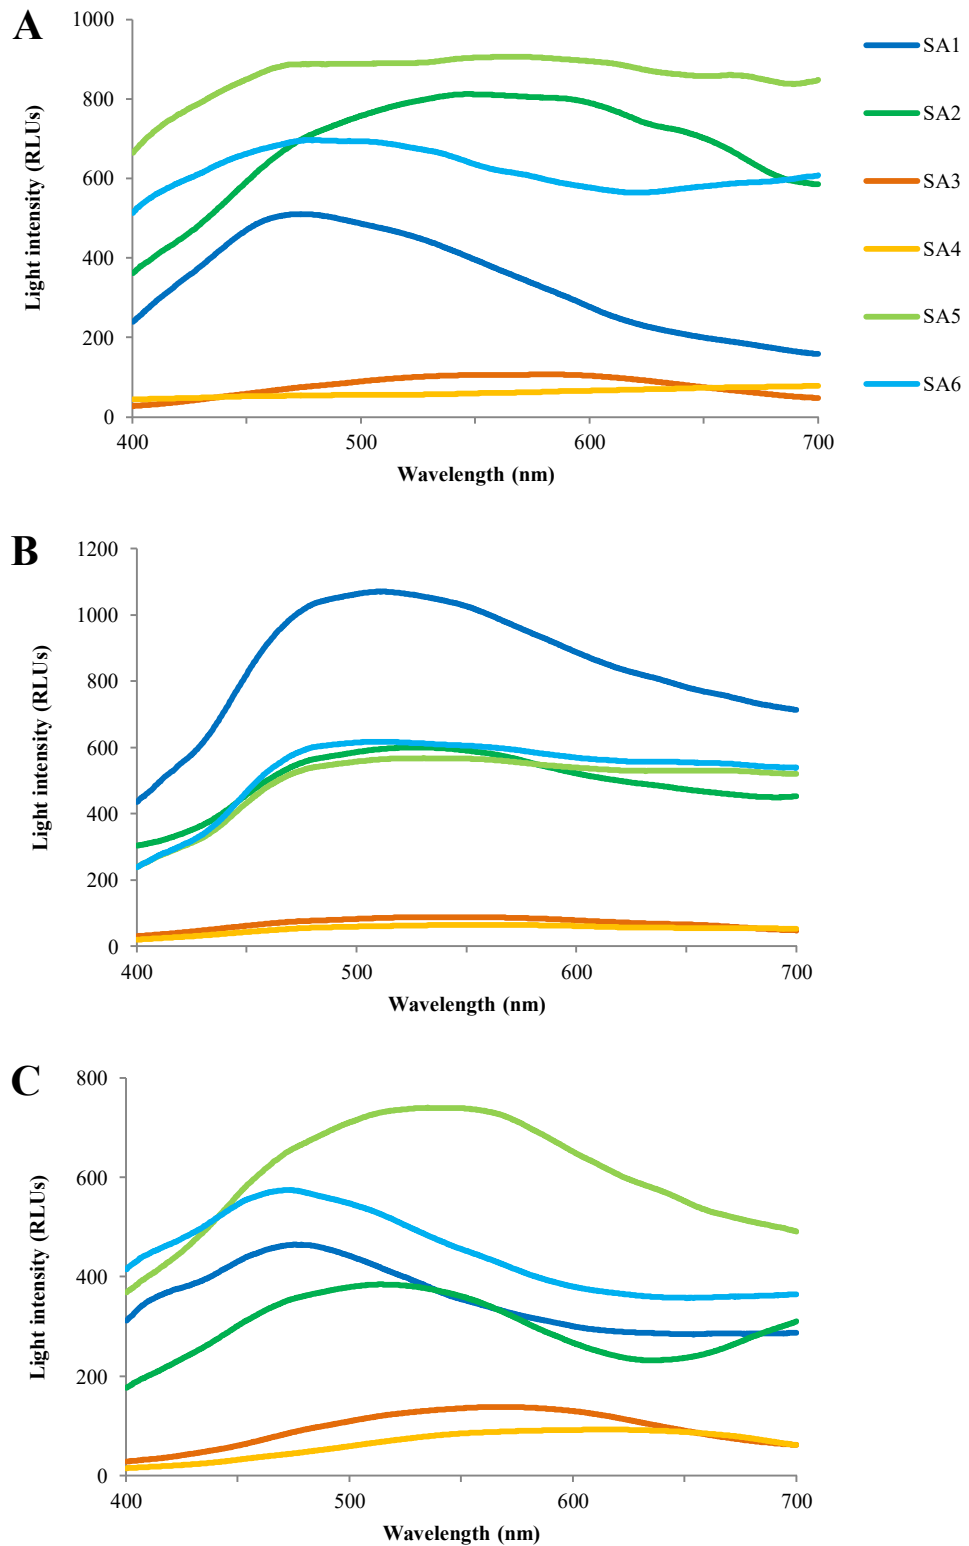 A
1000
800
600
400
200
0
400 500 600 700
Light intensity (RLUs)
Wavelength (nm)
SA1
SA2
SA3
SA4
SA5
SA6
B
1200
1000
800
600
400
200
0
400 500 600 700
Light intensity (RLUs)
Wavelength (nm)
C
800
600
400
200
0
400 500 600 700
Light intensity (RLUs)
Wavelength (nm)